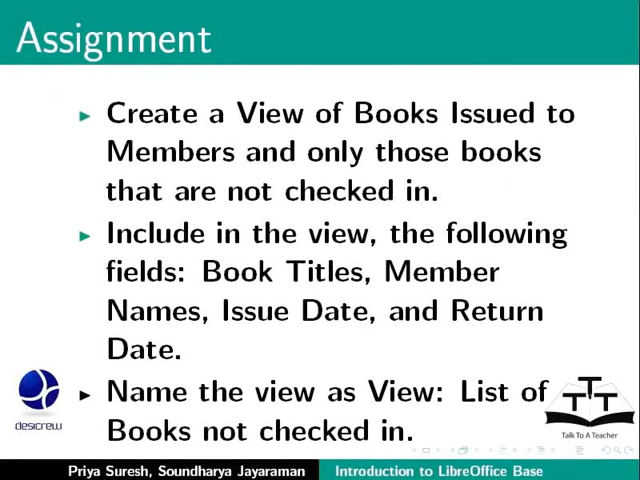 Assignment
Create a View of Books Issued to
Members and only those books
that are not checked in.
Include in the view, the following
fields: Book Titles, Member
Names, Issue Date, and Return
Date.
Name the view as View: List of
Books not checked in.
desicrew
TTT
Talk To A Teacher
Priya Suresh, Soundharya Jayaraman
Introduction to LibreOffice Base